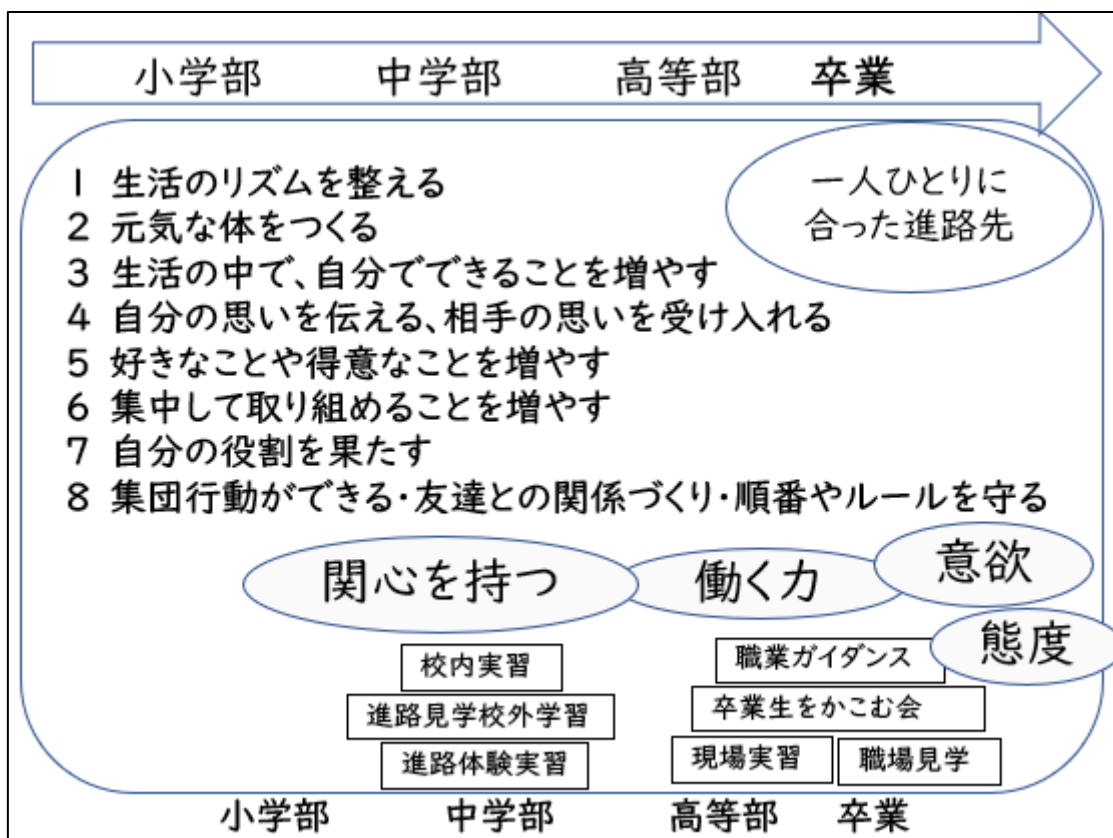 小学部 中学部 高等部 卒業
一人ひとりに
合った進路先
1 生活のリズムを整える
2 元気な体をつくる
3 生活の中で、自分でできることを増やす
4 自分の思いを伝える、相手の思いを受け入れる
5 好きなことや得意なことを増やす
6 集中して取り組めることを増やす
7 自分の役割を果たす
8 集団行動ができる・友達との関係づくり・順番やルールを守る
関心を持つ
働く力
意欲
態度
校内実習
進路見学校外学習
進路体験実習
職業ガイダンス
卒業生をかこむ会
現場実習
職場見学
小学部 中学部 高等部 卒業